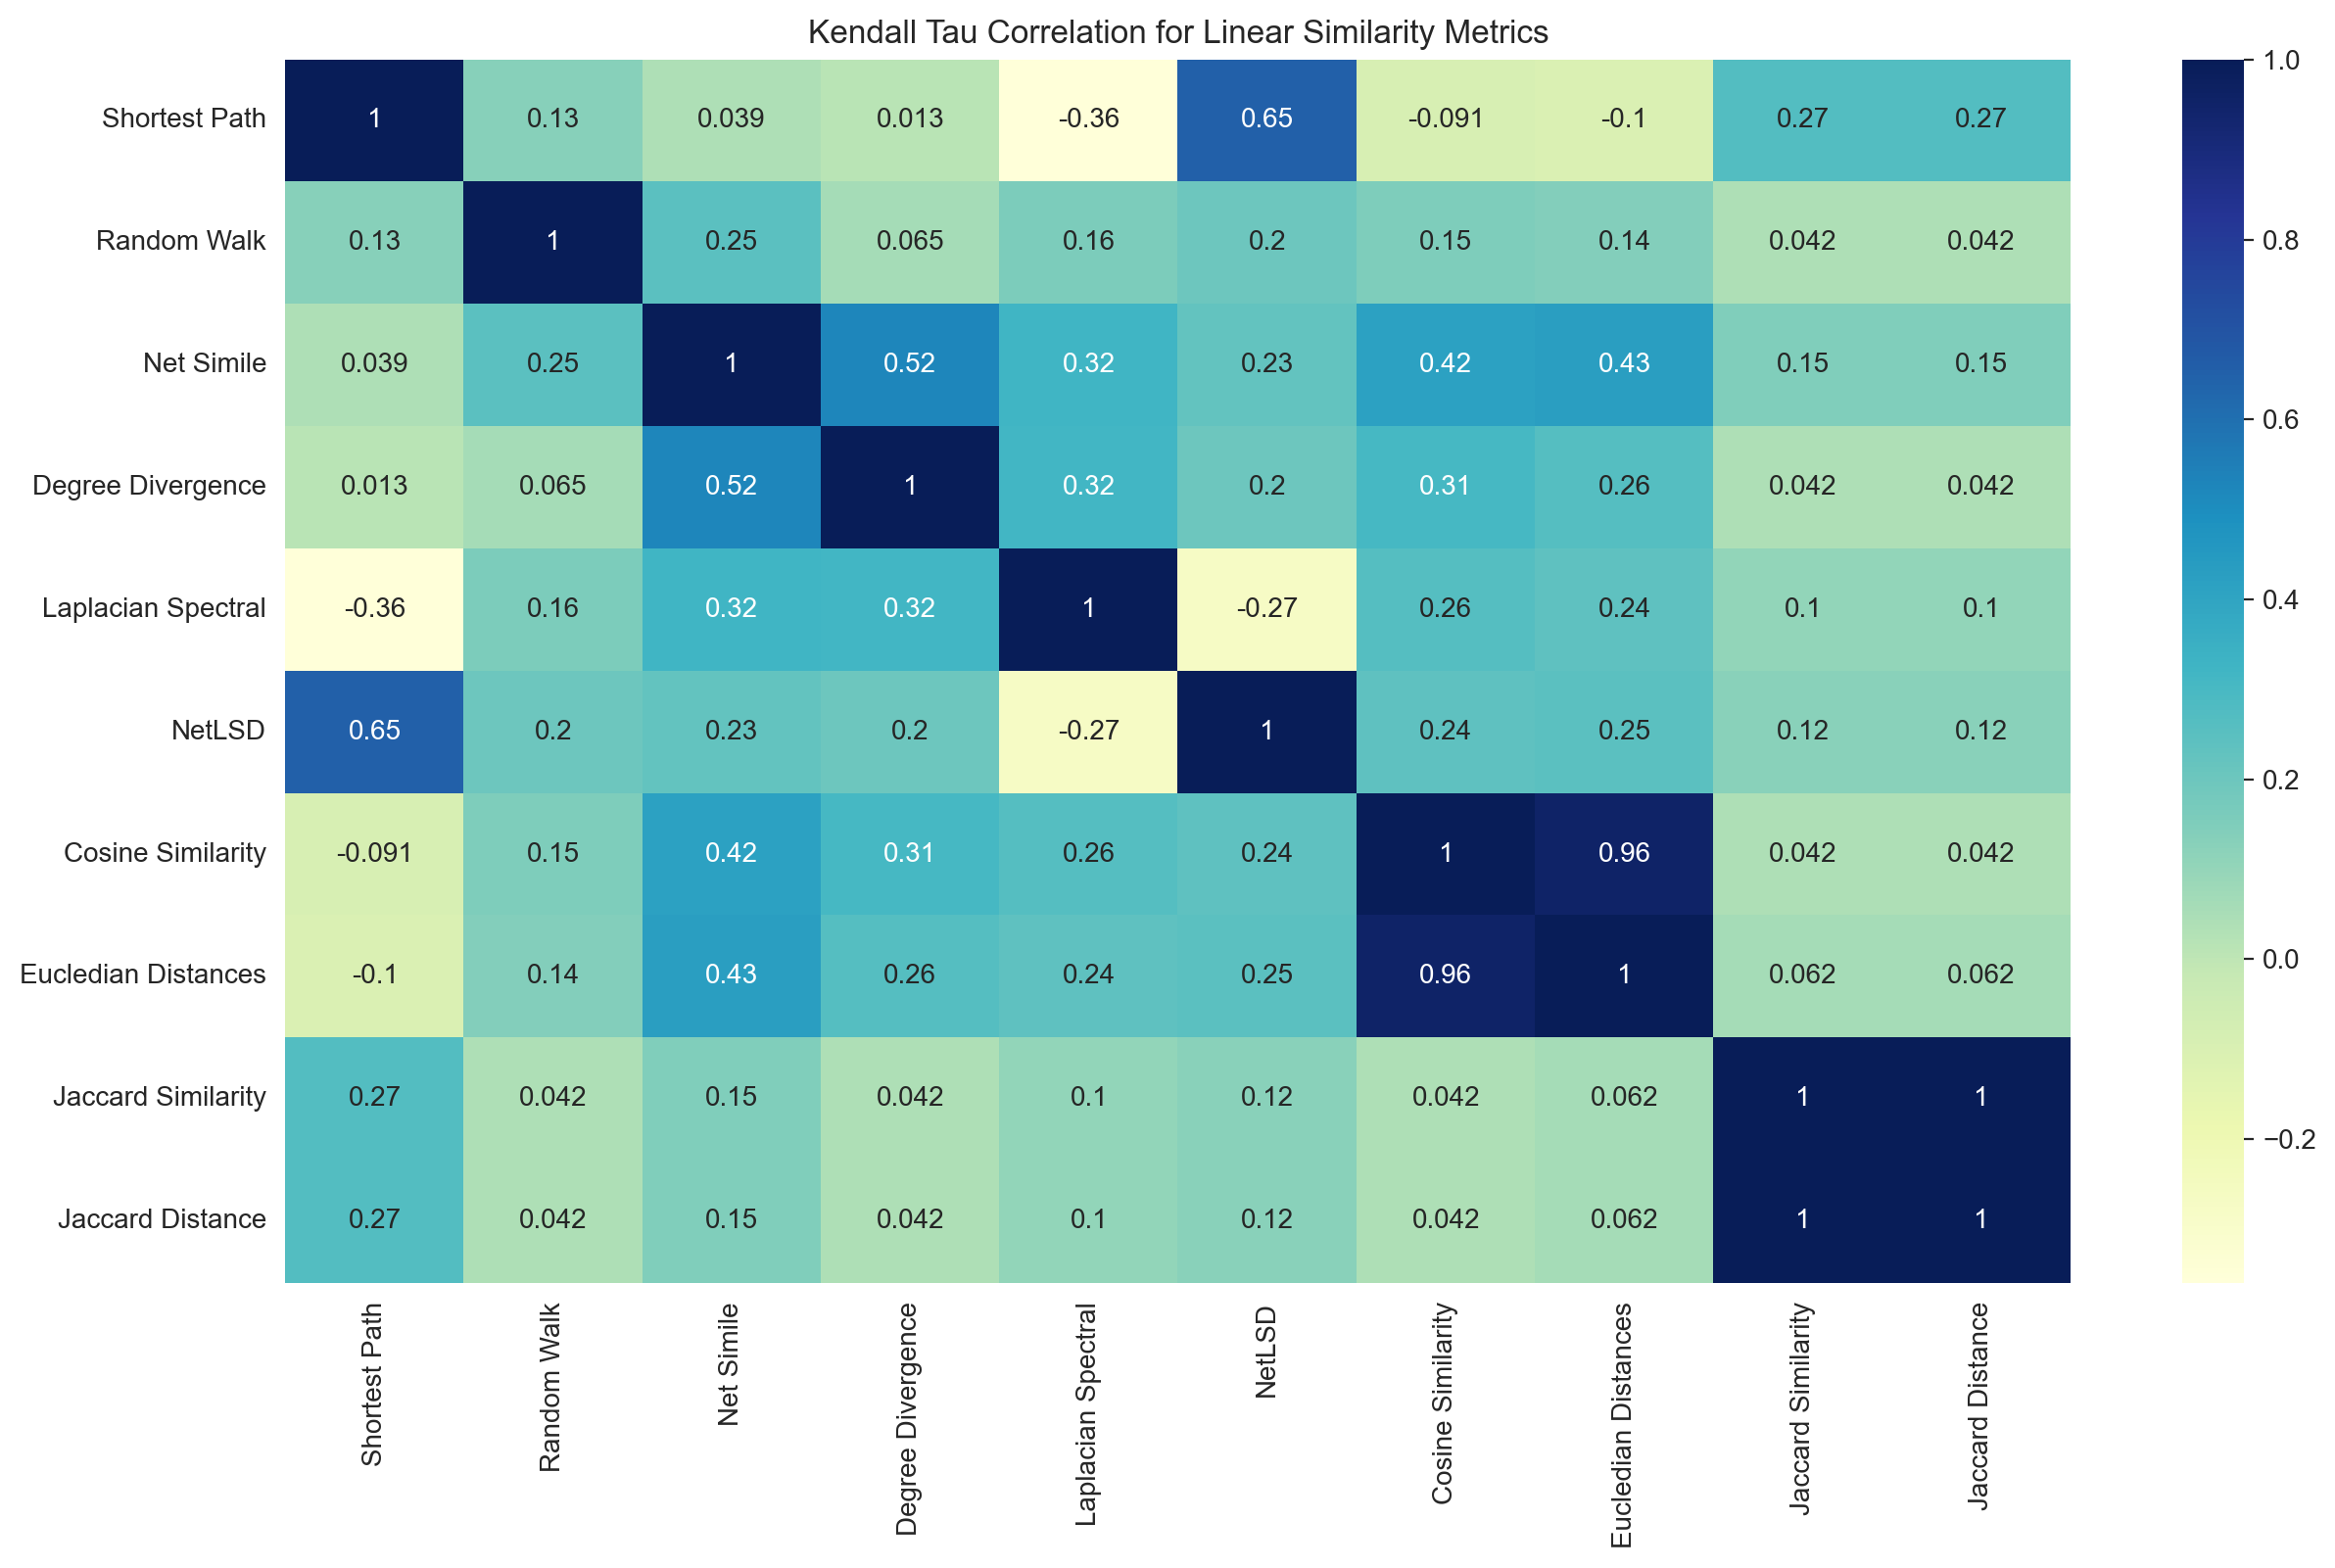 Kendall Tau Correlation for Linear Similarity Metrics
Shortest Path 1 0.13 0.039 0.013 -0.36 0.65 -0.091 -0.1 0.27 0.27
Random Walk 0.13 1 0.25 0.065 0.16 0.2 0.15 0.14 0.042 0.042
Net Simile 0.039 0.25 1 0.52 0.32 0.23 0.42 0.43 0.15 0.15
Degree Divergence 0.013 0.065 0.52 1 0.32 0.2 0.31 0.26 0.042 0.042
Laplacian Spectral -0.36 0.16 0.32 0.32 1 -0.27 0.26 0.24 0.1 0.1
NetLSD 0.65 0.2 0.23 0.2 -0.27 1 0.24 0.25 0.12 0.12
Cosine Similarity -0.091 0.15 0.42 0.31 0.26 0.24 1 0.96 0.042 0.042
Eucledian Distances -0.1 0.14 0.43 0.26 0.24 0.25 0.96 1 0.062 0.062
Jaccard Similarity 0.27 0.042 0.15 0.042 0.1 0.12 0.042 0.062 1 1
Jaccard Distance 0.27 0.042 0.15 0.042 0.1 0.12 0.042 0.062 1 1
Shortest Path
Random Walk
Net Simile
Degree Divergence
Laplacian Spectral
NetLSD
Cosine Similarity
Eucledian Distances
Jaccard Similarity
Jaccard Distance
1.0
0.8
0.6
0.4
0.2
0.0
−0.2